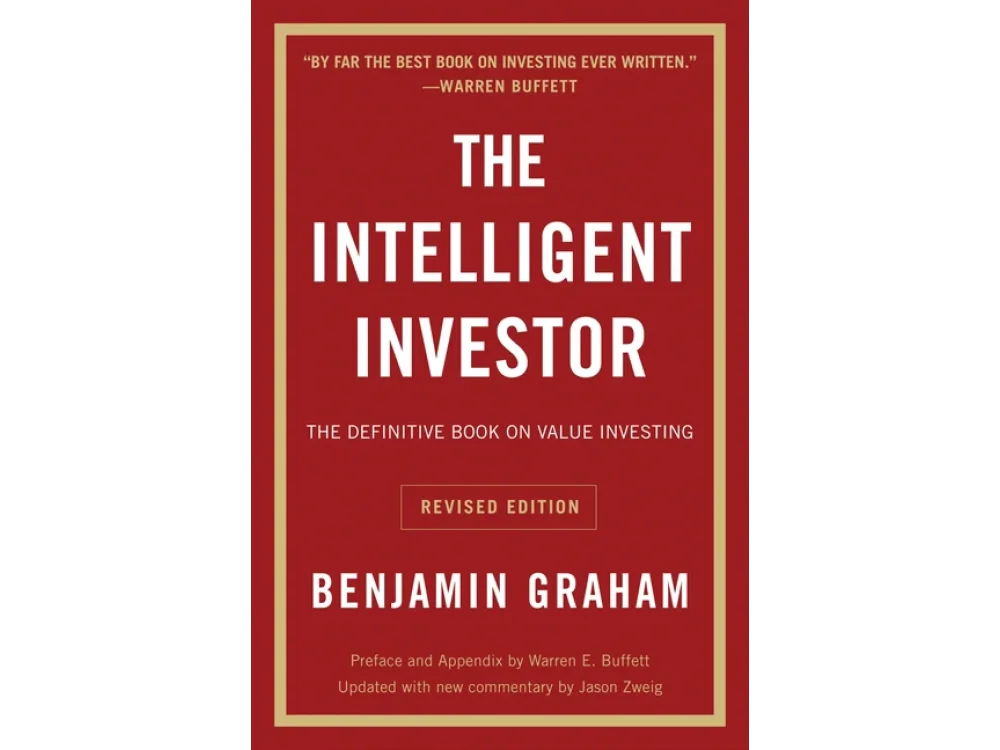 “BY FAR THE BEST BOOK ON INVESTING EVER WRITTEN.”
—WARREN BUFFETT
THE
INTELLIGENT
INVESTOR
THE DEFINITIVE BOOK ON VALUE INVESTING
REVISED EDITION
BENJAMIN GRAHAM
Preface and Appendix by Warren E. Buffett
Updated with new commentary by Jason Zweig